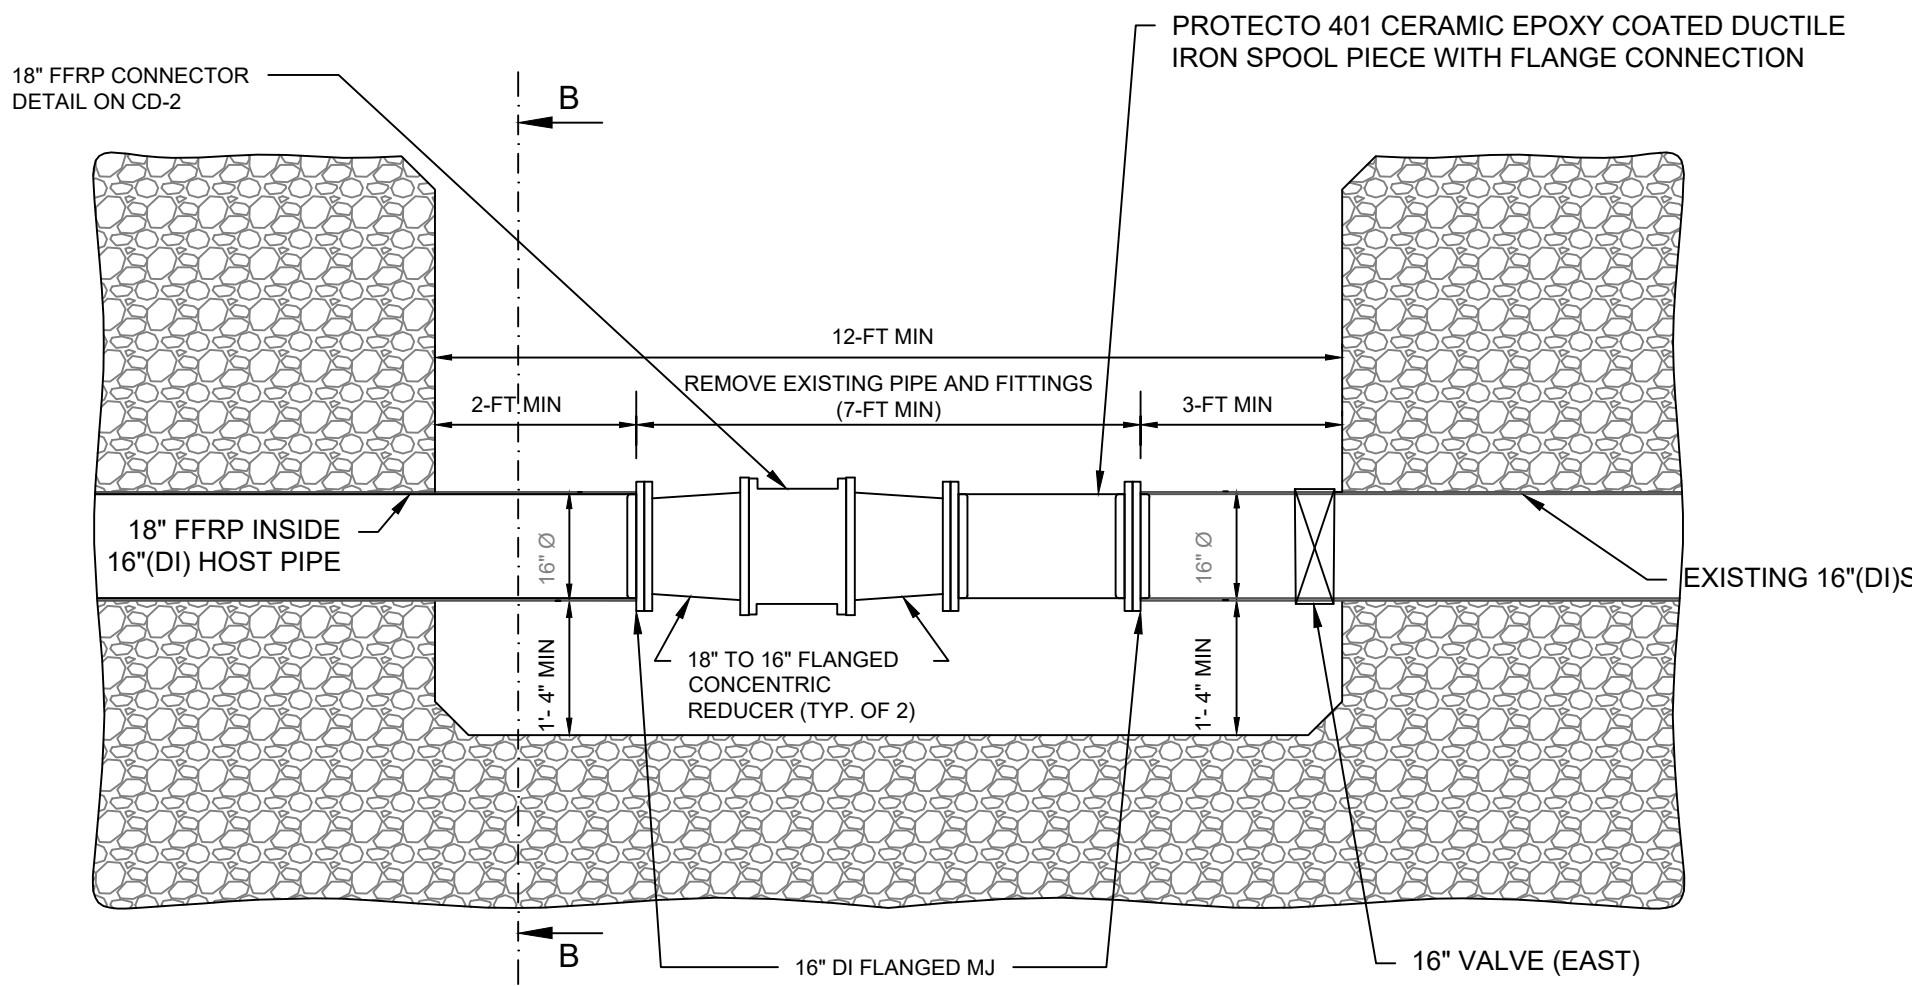 PROTECTO 401 CERAMIC EPOXY COATED DUCTILE
IRON SPOOL PIECE WITH FLANGE CONNECTION
18" FFRP CONNECTOR
DETAIL ON CD-2
B
12-FT MIN
REMOVE EXISTING PIPE AND FITTINGS
(7-FT MIN)
2-FT MIN
3-FT MIN
18" FFRP INSIDE
16"(DI) HOST PIPE
16" Ø
16" Ø
EXISTING 16"(DI)S
1'- 4" MIN
18" TO 16" FLANGED
CONCENTRIC
REDUCER (TYP. OF 2)
1'- 4" MIN
B
16" DI FLANGED MJ
16" VALVE (EAST)